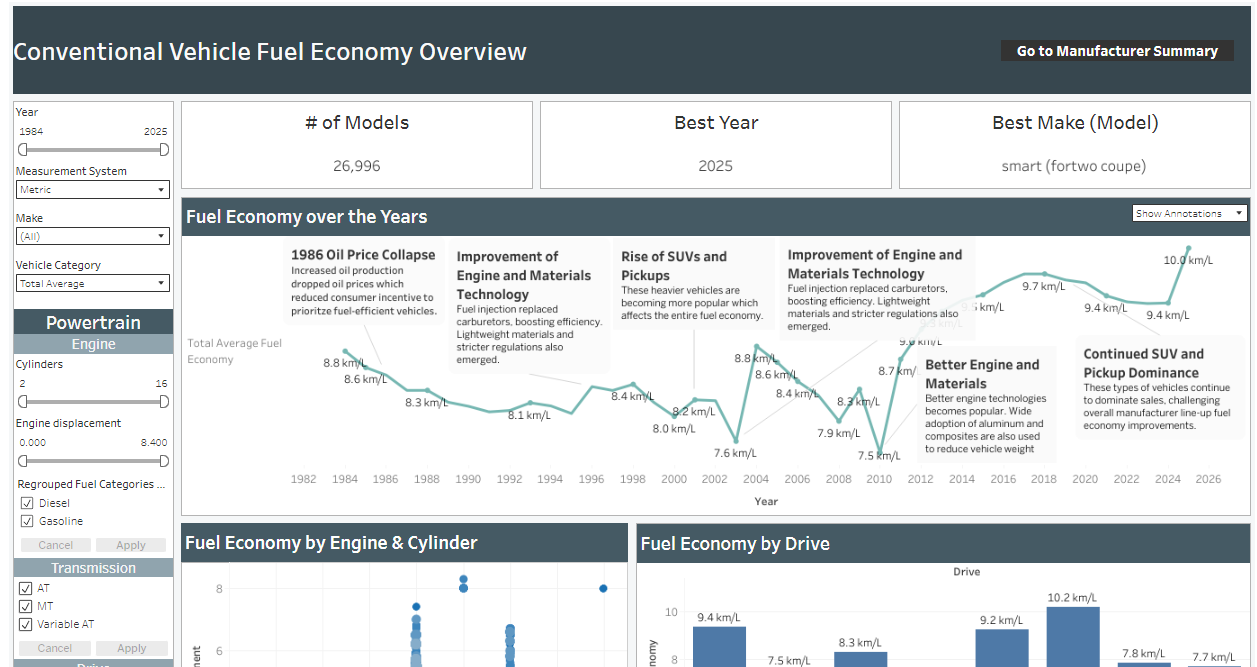 Conventional Vehicle Fuel Economy Overview
Go to Manufacturer Summary
Year
1984 2025
Measurement System
Metric
Make
(All)
Vehicle Category
Total Average
Powertrain
Engine
Cylinders
2 16
Engine displacement
0.000 8.400
Regrouped Fuel Categories ...
Diesel
Gasoline
Cancel Apply
Transmission
AT
MT
Variable AT
Cancel Apply
Drive
# of Models
26,996
Best Year
2025
Best Make (Model)
smart (fortwo coupe)
Fuel Economy over the Years
Show Annotations
1986 Oil Price Collapse
Increased oil production
dropped oil prices which
reduced consumer incentive to
prioritze fuel-efficient vehicles.
Improvement of
Engine and Materials
Technology
Fuel injection replaced
carburetors, boosting efficiency.
Lightweight materials and
stricter regulations also
emerged.
Rise of SUVs and
Pickups
These heavier vehicles are
becoming more popular which
affects the entire fuel economy.
Improvement of Engine and
Materials Technology
Fuel injection replaced carburetors,
boosting efficiency. Lightweight
materials and stricter regulations also
emerged.
Better Engine and
Materials
Better engine technologies
becomes popular. Wide
adoption of aluminum and
composites are also used
to reduce vehicle weight
Continued SUV and
Pickup Dominance
These types of vehicles continue
to dominate sales, challenging
overall manufacturer line-up fuel
economy improvements.
Total Average Fuel
Economy
8.8 km/L
8.6 km/L
8.3 km/L
8.1 km/L
8.4 km/L
8.0 km/L
8.2 km/L
7.6 km/L
8.8 km/L
8.6 km/L
8.4 km/L
7.9 km/L
8.3 km/L
7.5 km/L
8.7 km/L
9.7 km/L
9.4 km/L
9.4 km/L
10.0 km/L
1982 1984 1986 1988 1990 1992 1994 1996 1998 2000 2002 2004 2006 2008 2010 2012 2014 2016 2018 2020 2022 2024 2026
Year
Fuel Economy by Engine & Cylinder
8
6
Fuel Economy by Drive
Drive
10
8
9.4 km/L
7.5 km/L
8.3 km/L
9.2 km/L
10.2 km/L
7.8 km/L
7.7 km/L